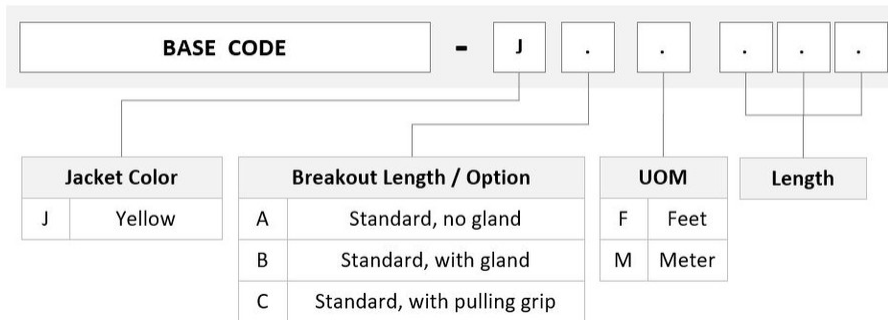 BASE CODE - J . . . . .
Jacket Color
J Yellow
Breakout Length / Option
A Standard, no gland
B Standard, with gland
C Standard, with pulling grip
UOM
F Feet
M Meter
Length